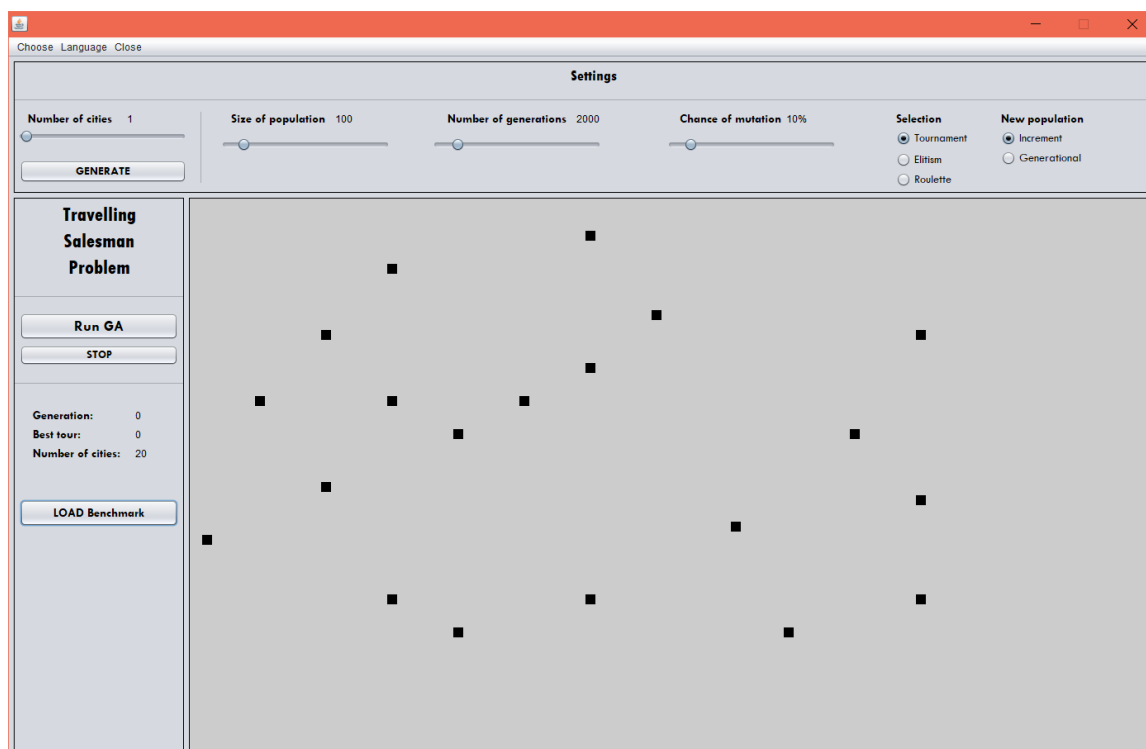 Choose Language Close
Settings
Number of cities 1
Size of population 100
Number of generations 2000
Chance of mutation 10%
Selection
New population
Tournament
Increment
Elitism
Generational
Roulette
GENERATE
Travelling
Salesman
Problem
Run GA
STOP
Generation: 0
Best tour: 0
Number of cities: 20
LOAD Benchmark